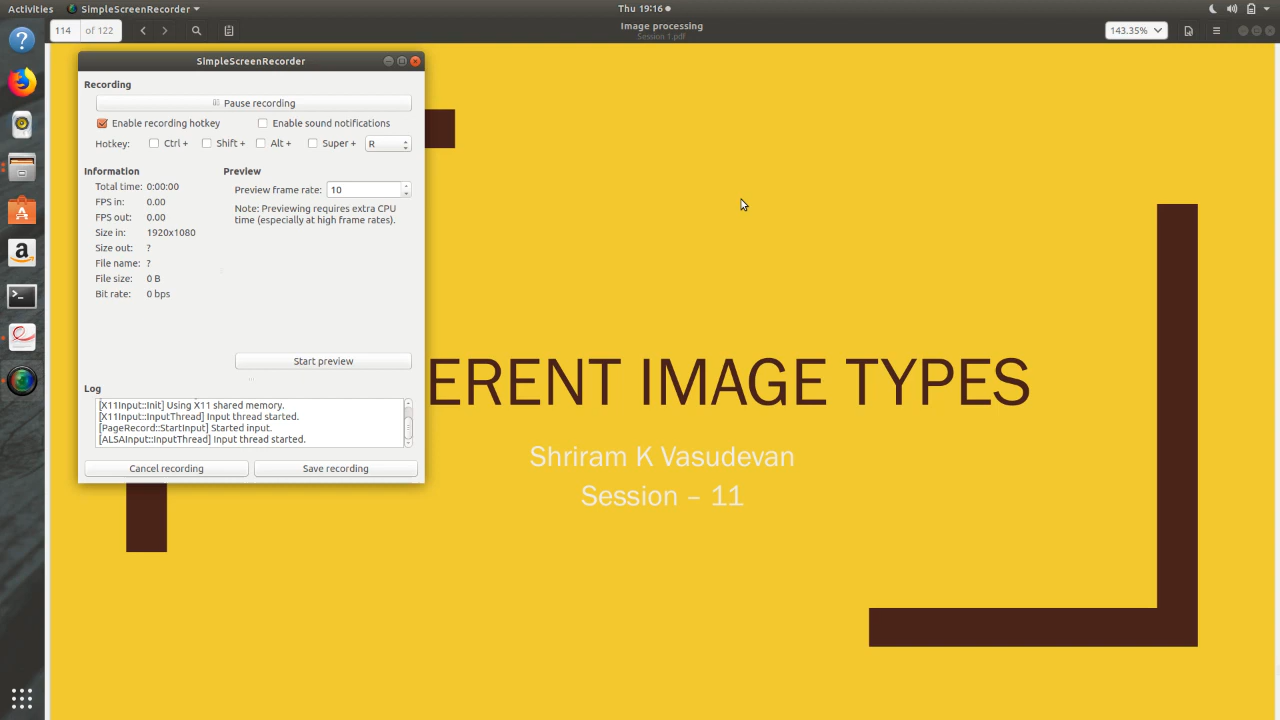 Activities SimpleScreenRecorder Thu 19:16
114 of 122 Image processing 143.35%
Session 1.pdf
SimpleScreenRecorder
Recording
Pause recording
Enable recording hotkey Enable sound notifications
Hotkey: Ctrl + Shift + Alt + Super + R
Information Preview
Total time: 0:00:00
Preview frame rate: 10
FPS in: 0.00
FPS out: 0.00
Note: Previewing requires extra CPU
time (especially at high frame rates).
Size in: 1920x1080
Size out: ?
File name: ?
File size: 0 B
Bit rate: 0 bps
Start preview
Log
[X11Input::Init] Using X11 shared memory.
[X11Input::InputThread] Input thread started.
[PageRecord::StartInput] Started input.
[ALSAInput::InputThread] Input thread started.
Cancel recording Save recording
ERENT IMAGE TYPES
Shriram K Vasudevan
Session – 11